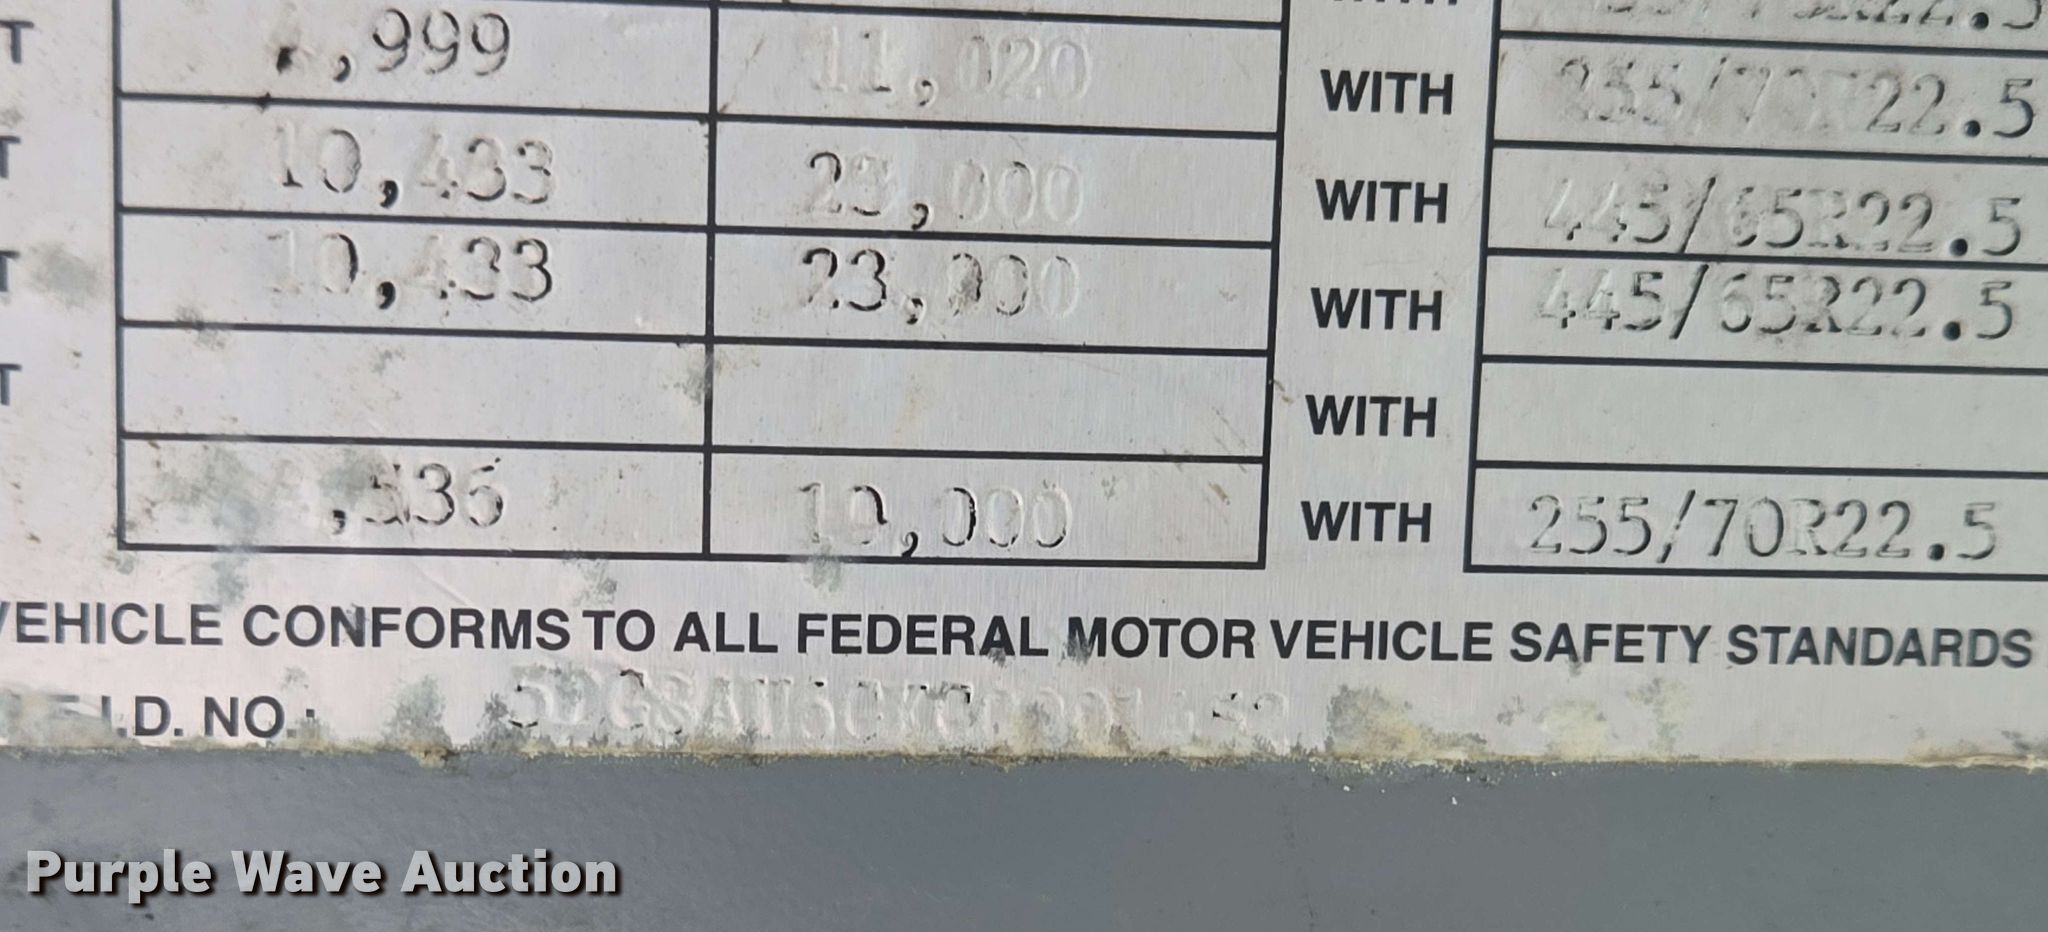 T ,999 11,020 WITH 255/70R22.5
T 10,433 23,000 WITH 445/65R22.5
T 10,433 23,000 WITH 445/65R22.5
T WITH
,536 10,000 WITH 255/70R22.5
VEHICLE CONFORMS TO ALL FEDERAL MOTOR VEHICLE SAFETY STANDARDS
I.D. NO.:
Purple Wave Auction